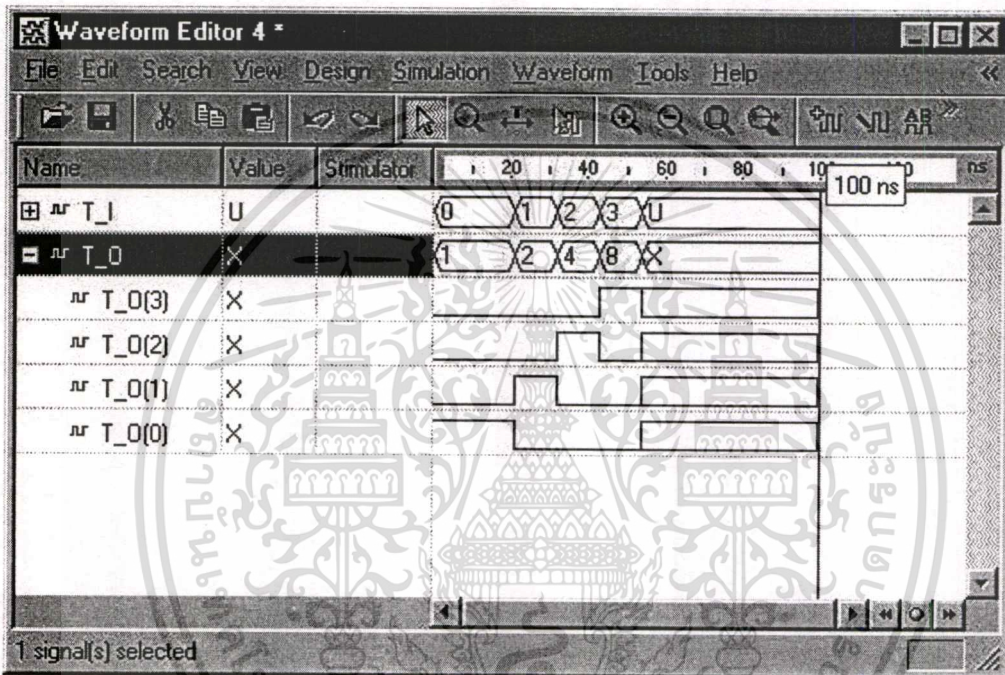 Waveform Editor 4 *
File Edit Search View Design Simulation Waveform Tools Help
Name Value Stimulator 20 40 60 80 ns
100 ns
T_I U 0 1 2 3 U
T_O X 1 2 4 8 X
T_O(3) X
T_O(2) X
T_O(1) X
T_O(0) X
1 signal(s) selected